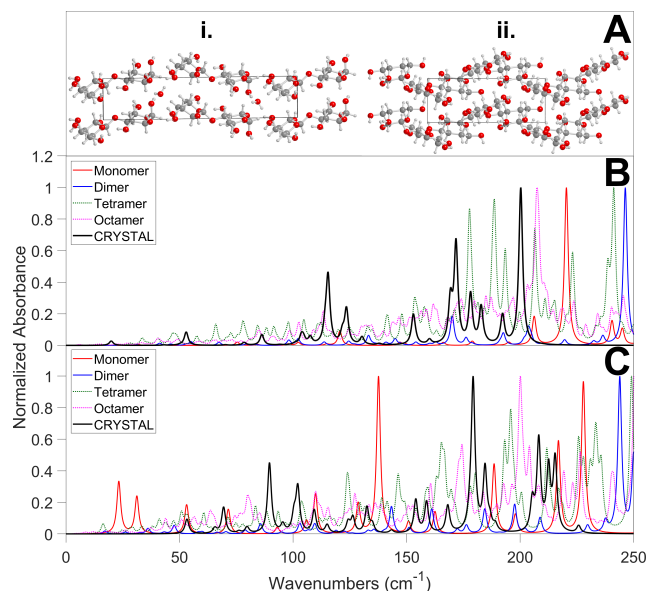 i.
ii.
A
1.2
B
Monomer
Dimer
Tetramer
Octamer
CRYSTAL
1
0.8
0.6
0.4
0.2
0
C
Monomer
Dimer
Tetramer
Octamer
CRYSTAL
1
0.8
0.6
0.4
0.2
0
Normalized Absorbance
0 50 100 150 200 250
Wavenumbers (cm⁻¹)